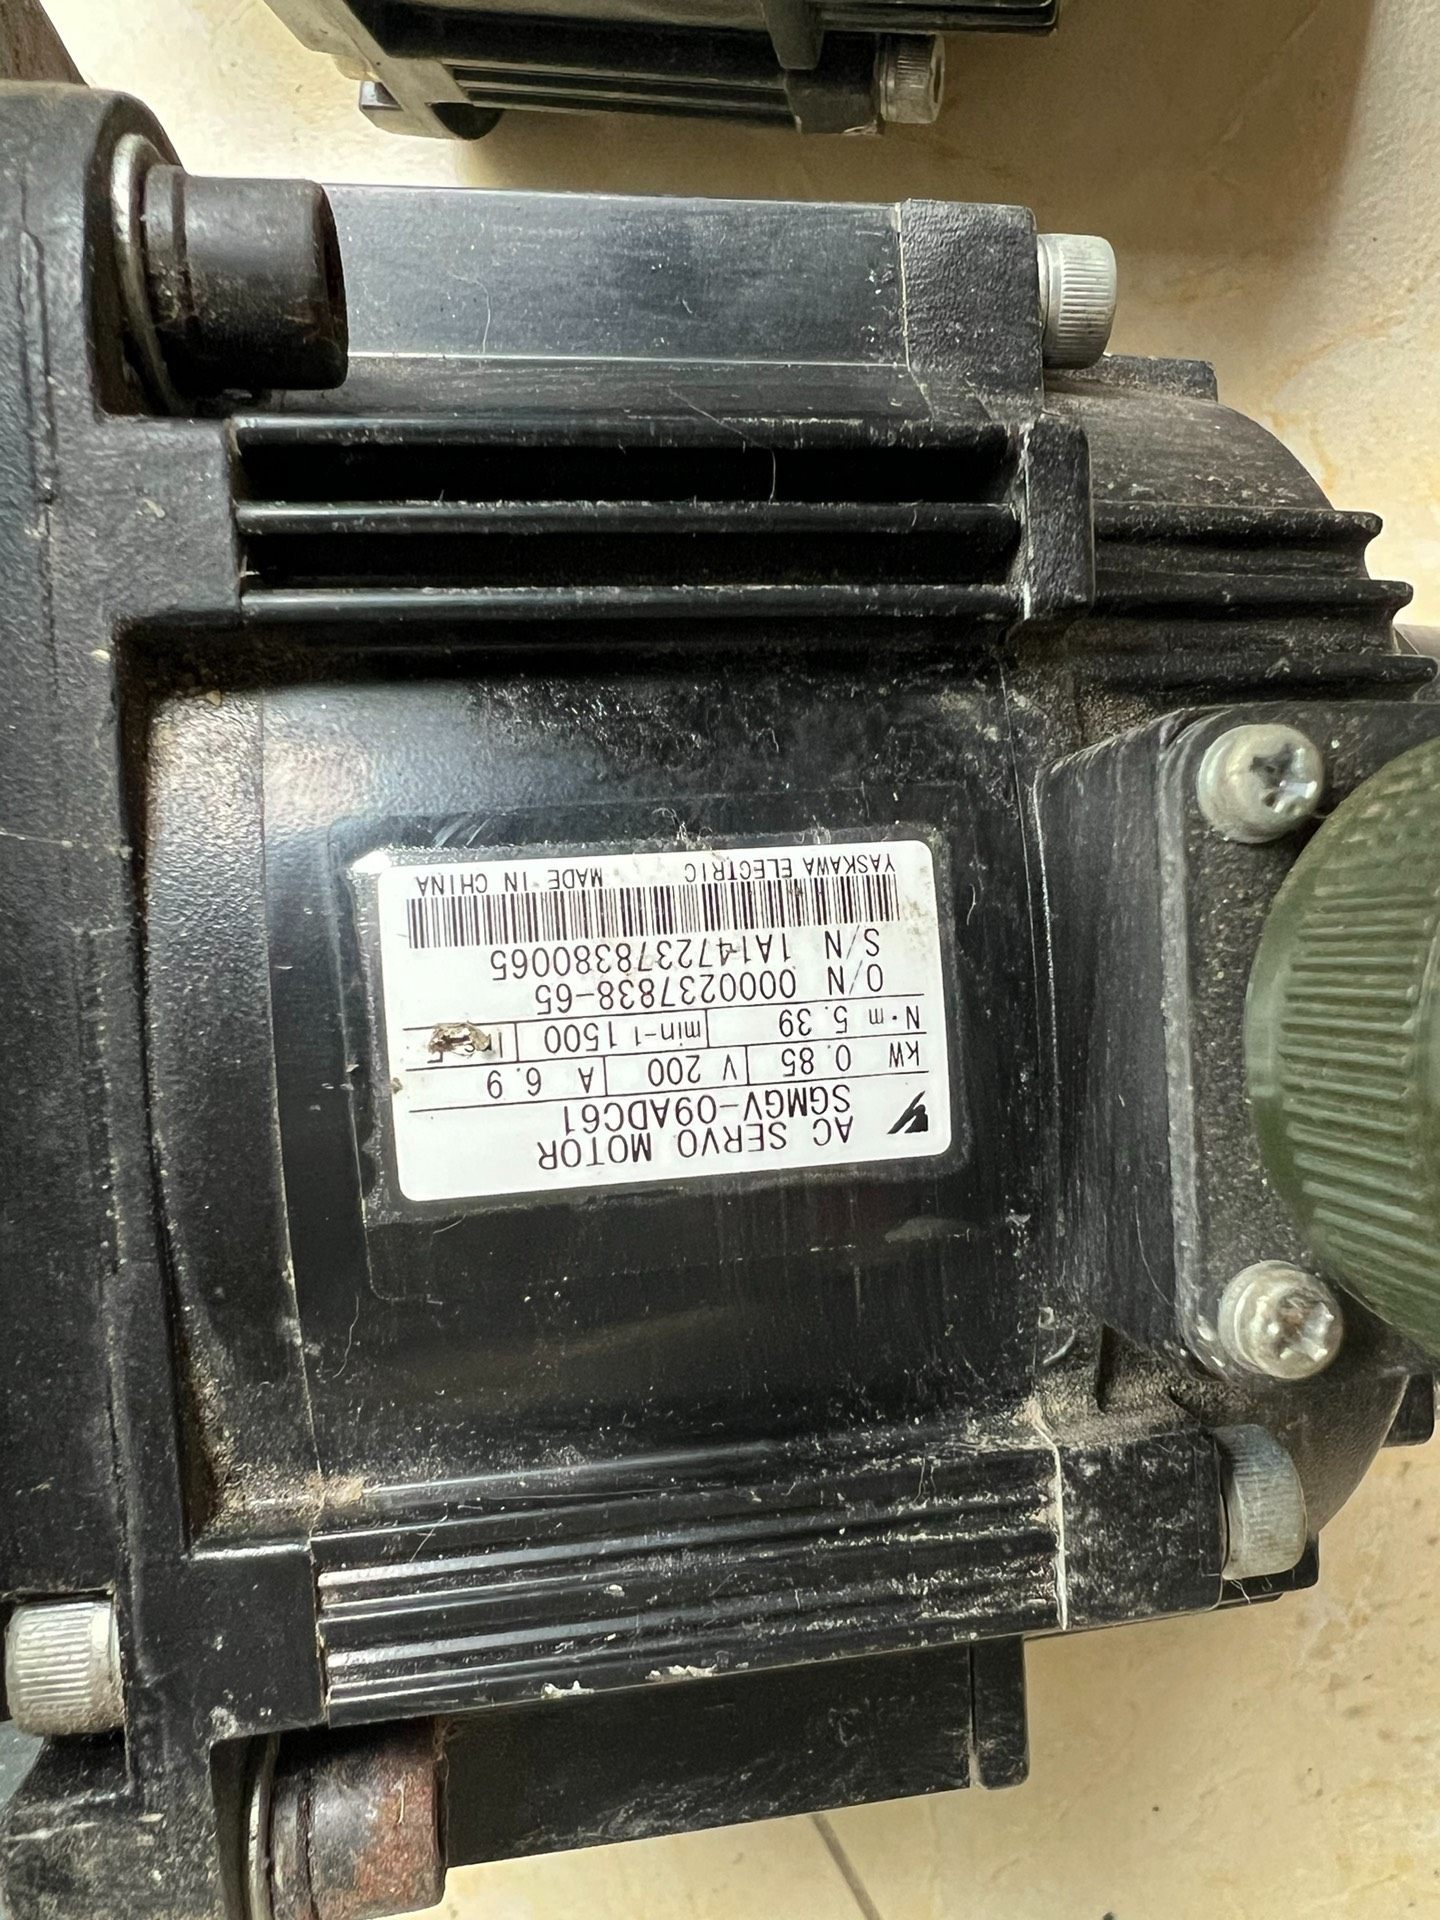 AC SERVO MOTOR
SGMGV-09ADC61
kW 0.85 V 200 A 6.9
N・m 5.39 min-1 1500
O/N 0000237838-65
S/N 1A1472378380065
YASKAWA ELECTRIC MADE IN CHINA